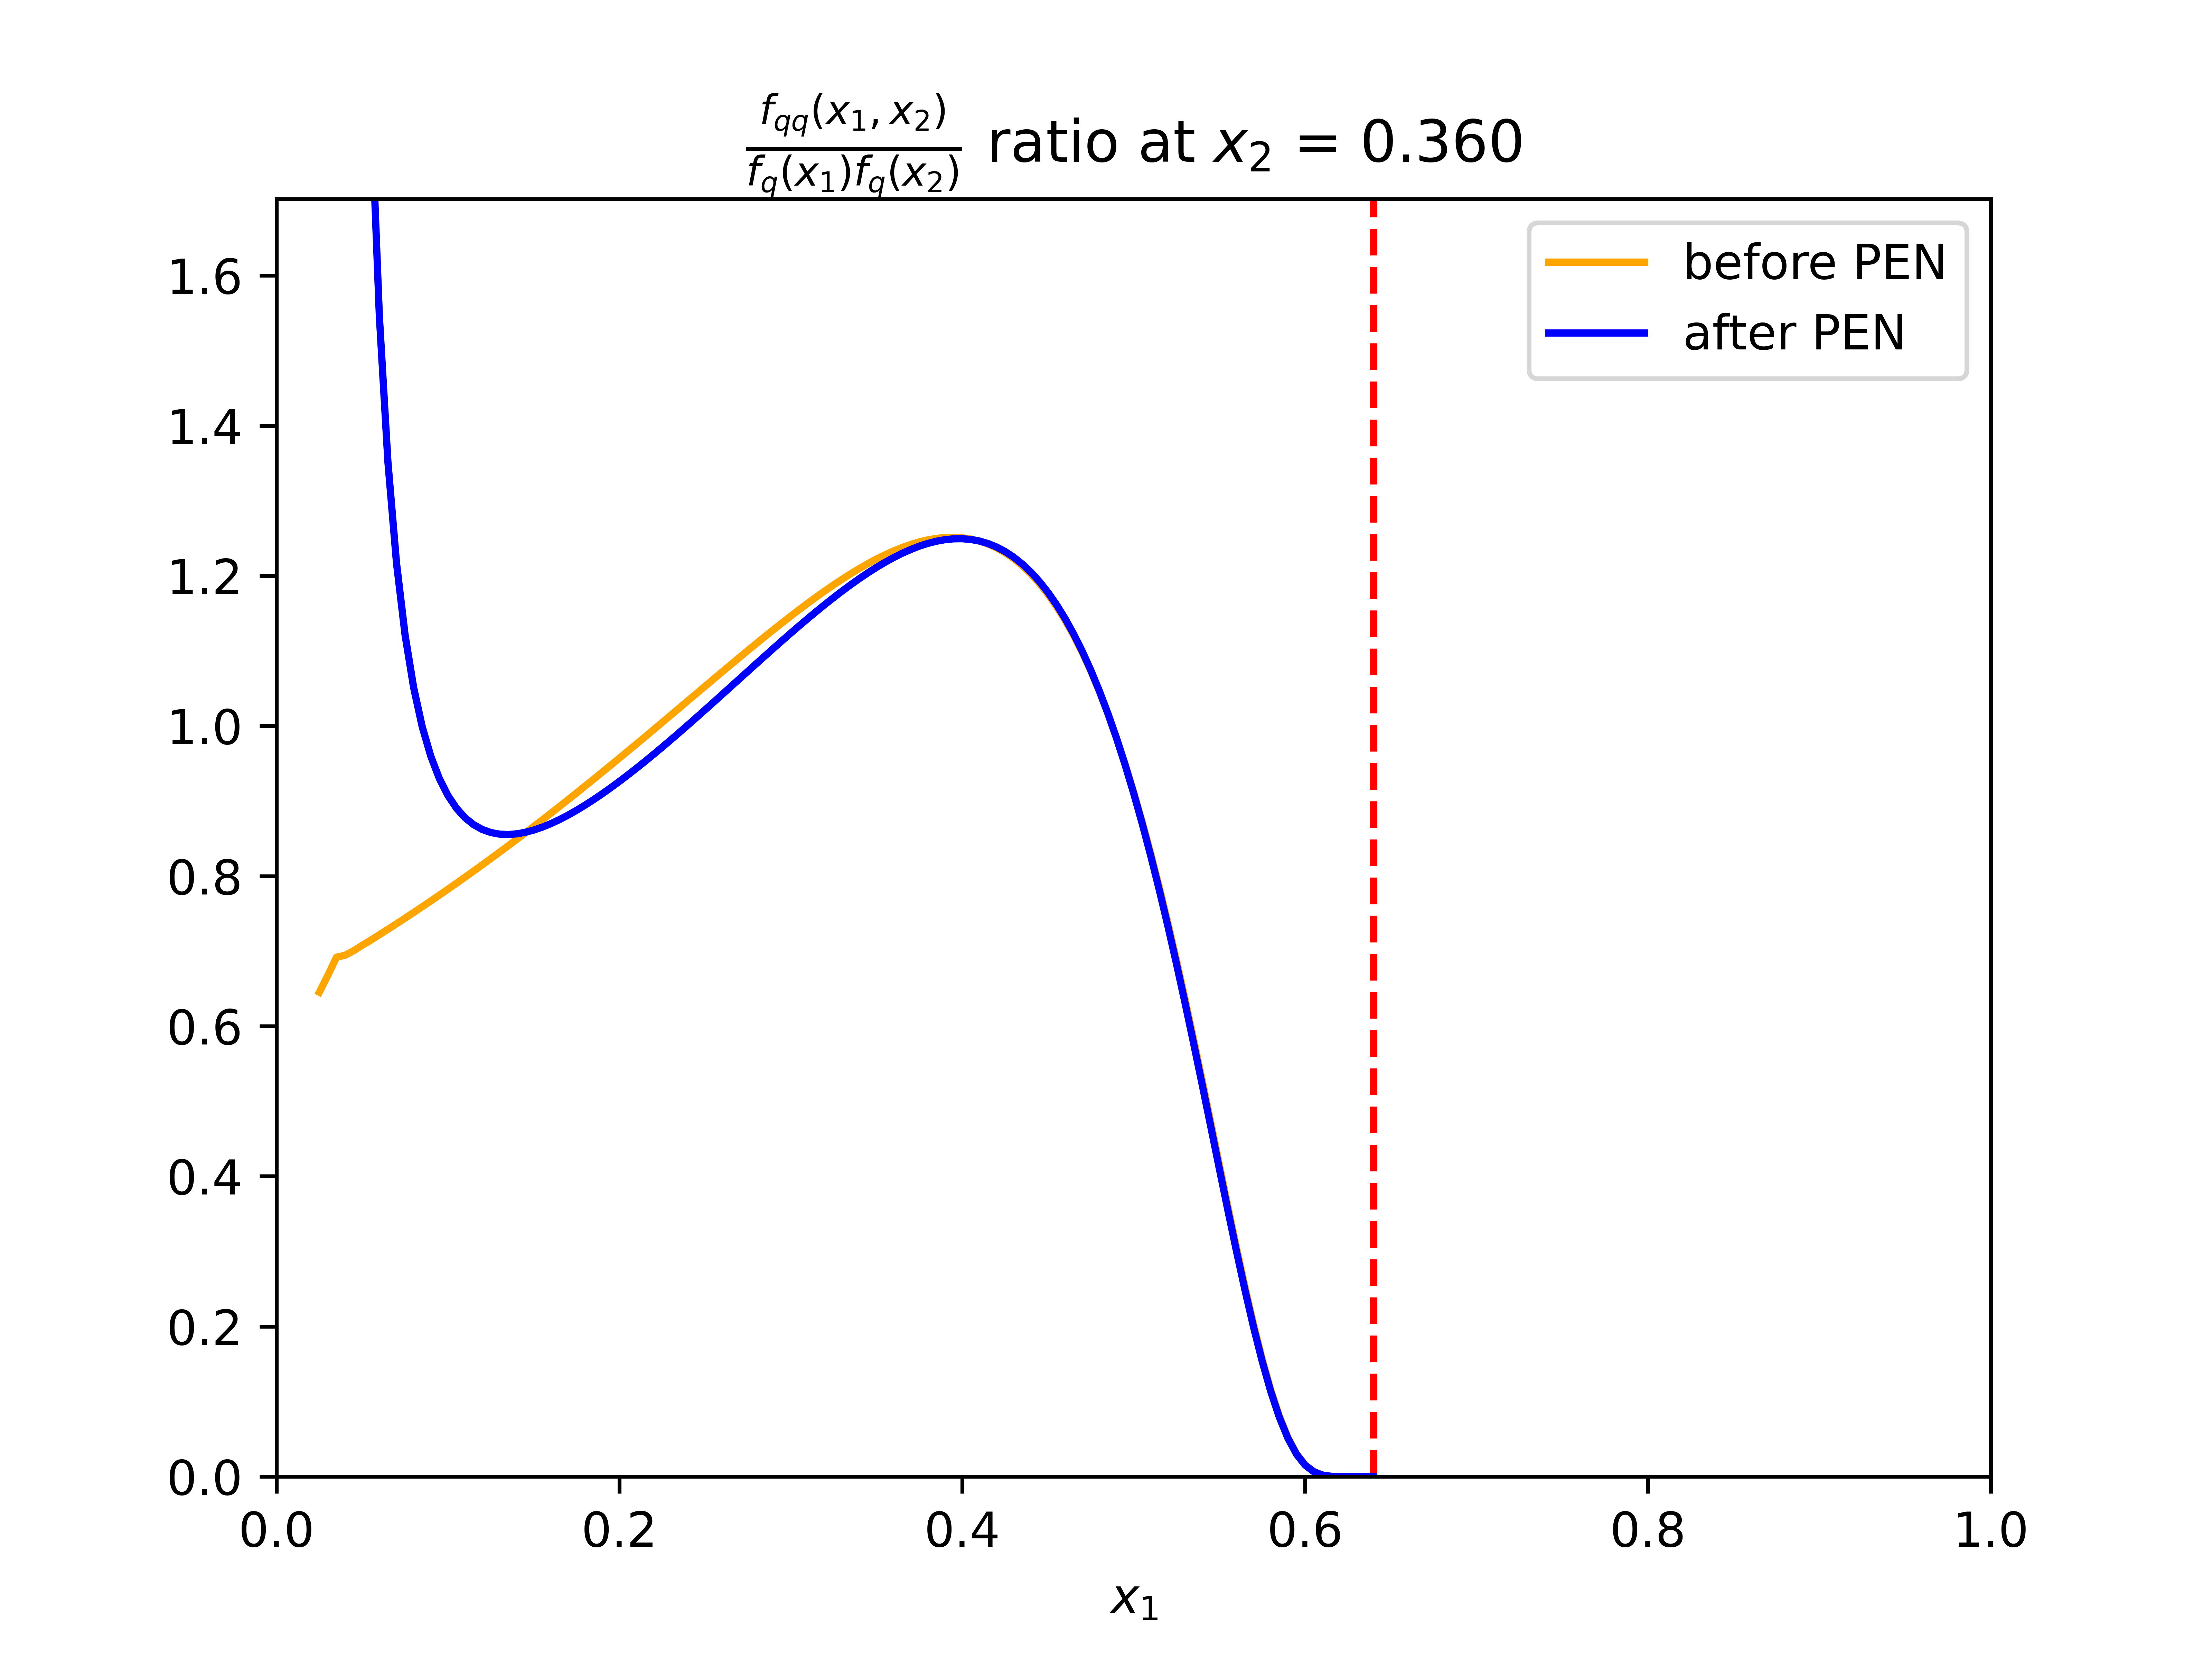 f_qq(x_1, x_2)
f_q(x_1)f_q(x_2) ratio at x_2 = 0.360
before PEN
after PEN
1.6
1.4
1.2
1.0
0.8
0.6
0.4
0.2
0.0
0.0 0.2 0.4 0.6 0.8 1.0
x_1